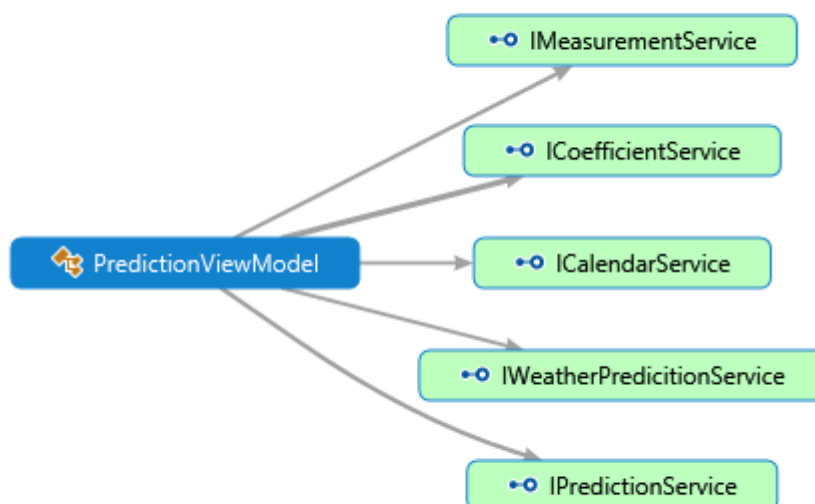 IMeasurementService
ICoefficientService
PredictionViewModel
ICalendarService
IWeatherPredicitionService
IPredictionService